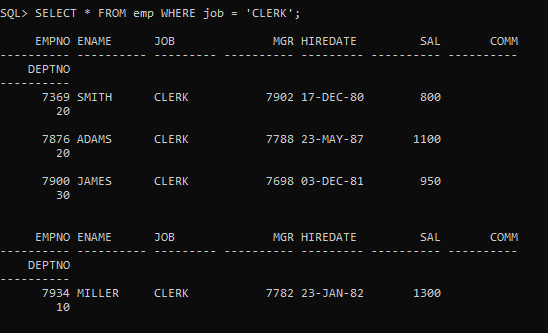 SQL> SELECT * FROM emp WHERE job = 'CLERK';
     EMPNO ENAME      JOB              MGR HIREDATE         SAL       COMM
---------- ---------- --------- ---------- --------- ---------- ----------
    DEPTNO
----------
      7369 SMITH      CLERK           7902 17-DEC-80        800
        20
      7876 ADAMS      CLERK           7788 23-MAY-87       1100
        20
      7900 JAMES      CLERK           7698 03-DEC-81        950
        30
     EMPNO ENAME      JOB              MGR HIREDATE         SAL       COMM
---------- ---------- --------- ---------- --------- ---------- ----------
    DEPTNO
----------
      7934 MILLER     CLERK           7782 23-JAN-82       1300
        10